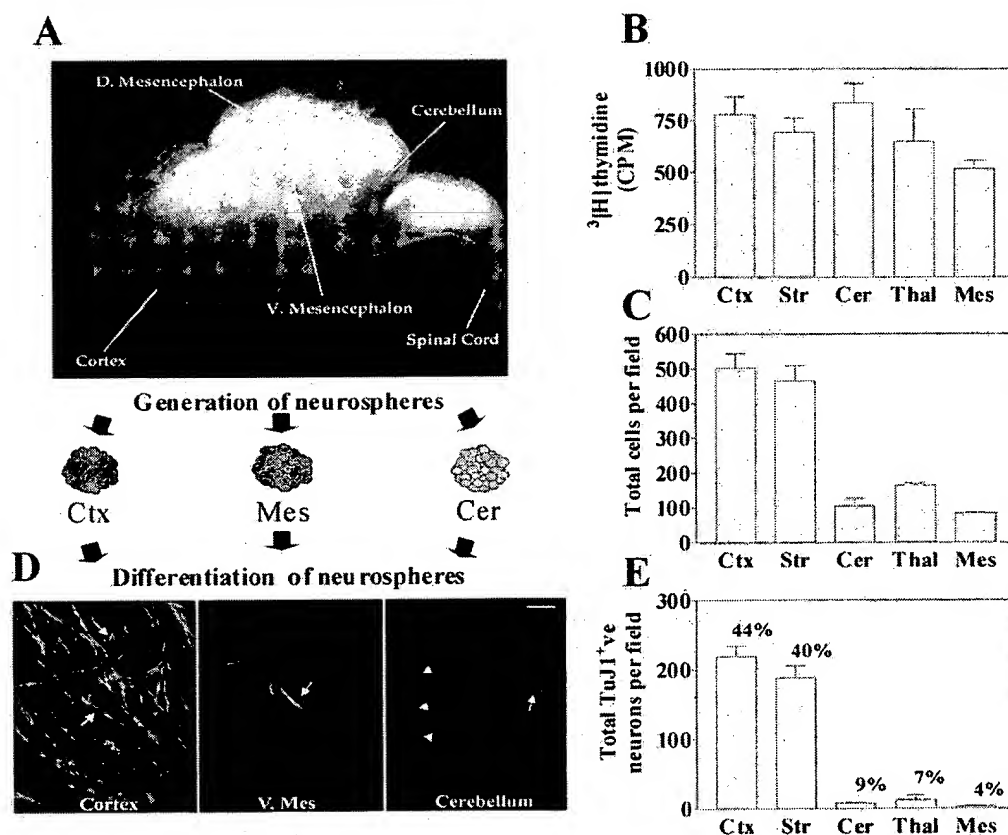 A
D. Mesencephalon
Cerebellum
V. Mesencephalon
Cortex
Spinal Cord
Generation of neurospheres
Ctx Mes Cer
D
Differentiation of neurospheres
Cortex V. Mes Cerebellum
B
³[H]thymidine
(CPM)
1000
750
500
250
0
Ctx Str Cer Thal Mes
C
Total cells per field
600
500
400
300
200
100
0
Ctx Str Cer Thal Mes
E
Total TuJ1⁺ve
neurons per field
300
200
100
0
44%
40%
9%
7%
4%
Ctx Str Cer Thal Mes